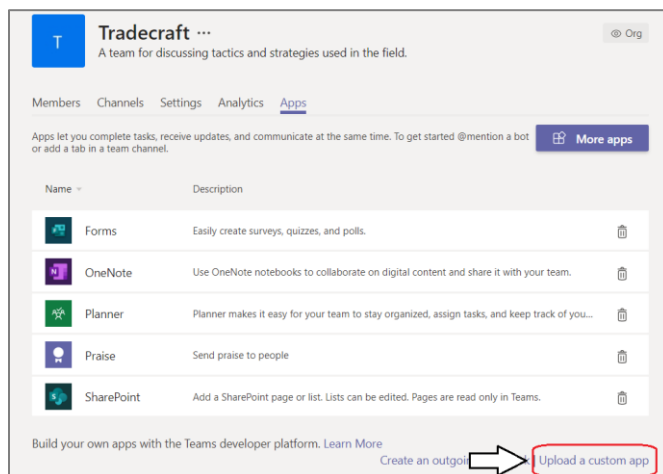 T
Tradecraft ...
Org
A team for discussing tactics and strategies used in the field.
Members Channels Settings Analytics Apps
Apps let you complete tasks, receive updates, and communicate at the same time. To get started @mention a bot
or add a tab in a team channel.
More apps
Name Description
Forms Easily create surveys, quizzes, and polls.
OneNote Use OneNote notebooks to collaborate on digital content and share it with your team.
Planner Planner makes it easy for your team to stay organized, assign tasks, and keep track of you...
Praise Send praise to people
SharePoint Add a SharePoint page or list. Lists can be edited. Pages are read only in Teams.
Build your own apps with the Teams developer platform. Learn More
Create an k | Upload a custom app